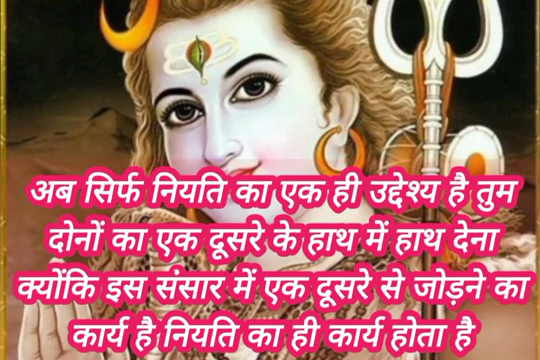 अब सिर्फ नियति का एक ही उद्देश्य है तुम
दोनों का एक दूसरे के हाथ में हाथ देना
क्योंकि इस संसार में एक दूसरे से जोड़ने का
कार्य है नियति का ही कार्य होता है